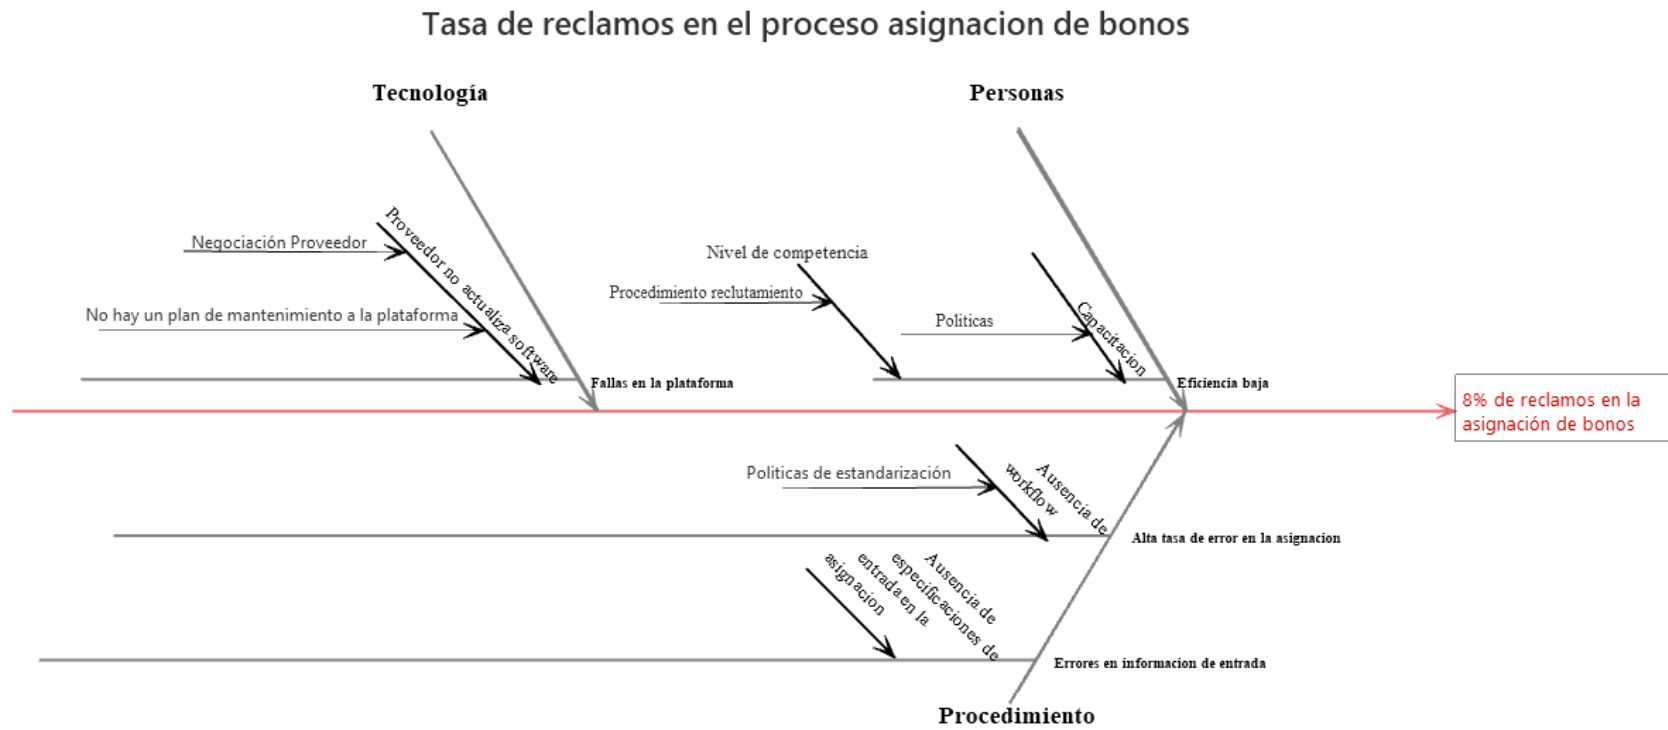 Tasa de reclamos en el proceso asignacion de bonos
Tecnología
Personas
Proveedor no actualiza software
Negociación Proveedor
No hay un plan de mantenimiento a la plataforma
Fallas en la plataforma
Nivel de competencia
Procedimiento reclutamiento
Politicas
Capacitacion
Eficiencia baja
8% de reclamos en la
asignación de bonos
Politicas de estandarización
Ausencia de
workflow
Alta tasa de error en la asignacion
Ausencia de
especificaciones de
entrada en la
asignacion
Errores en informacion de entrada
Procedimiento